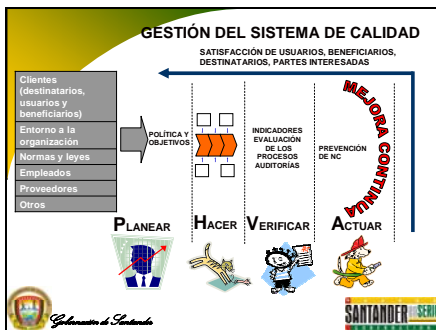 GESTIÓN DEL SISTEMA DE CALIDAD
SATISFACCIÓN DE USUARIOS, BENEFICIARIOS,
DESTINATARIOS, PARTES INTERESADAS
Clientes
(destinatarios,
usuarios y
beneficiarios)
Entorno a la
organización
Normas y leyes
Empleados
Proveedores
Otros
POLÍTICA Y
OBJETIVOS
INDICADORES
EVALUACIÓN
DE LOS
PROCESOS
AUDITORÍAS
PREVENCIÓN
DE NC
MEJORA CONTINUA
PLANEAR
HACER
VERIFICAR
ACTUAR
Gobernación de Santander
SANTANDER EN SERIO